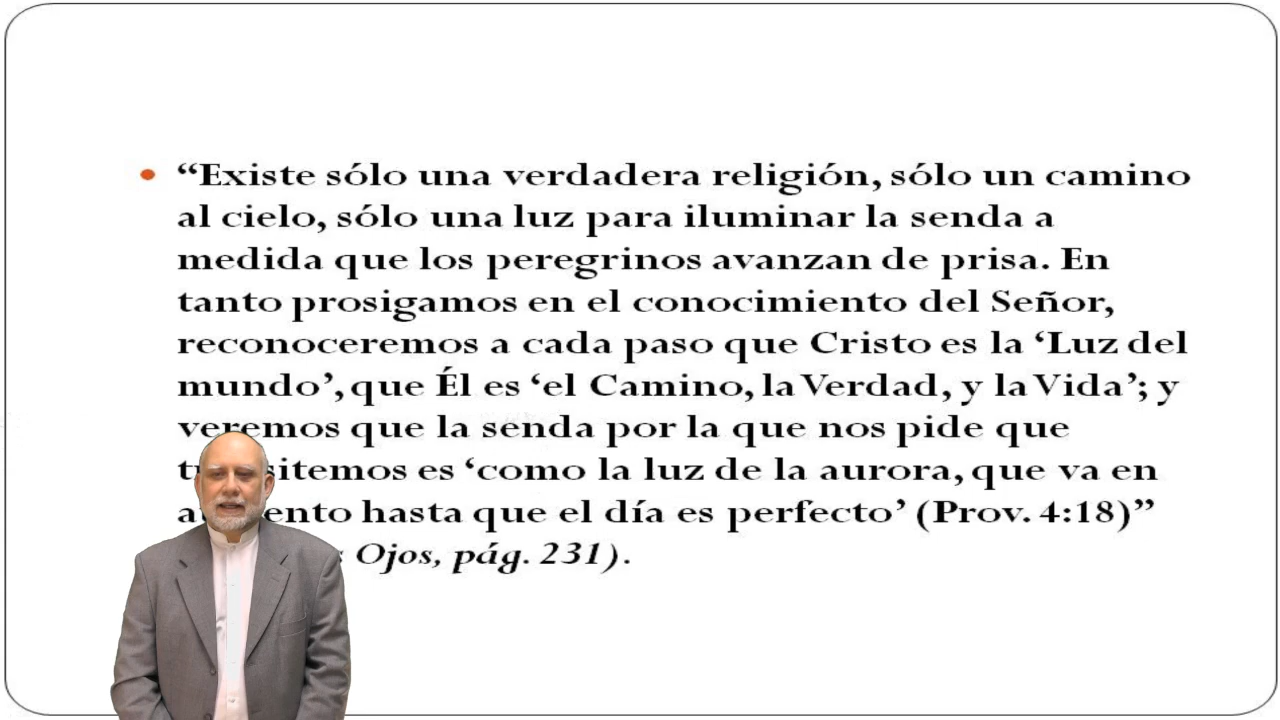 “Existe sólo una verdadera religión, sólo un camino
al cielo, sólo una luz para iluminar la senda a
medida que los peregrinos avanzan de prisa. En
tanto prosigamos en el conocimiento del Señor,
reconoceremos a cada paso que Cristo es la ‘Luz del
mundo’, que Él es ‘el Camino, la Verdad, y la Vida’; y
veremos que la senda por la que nos pide que
es ‘como la luz de la aurora, que va en
hasta que el día es perfecto’ (Prov. 4:18)”
Ojos, pág. 231).